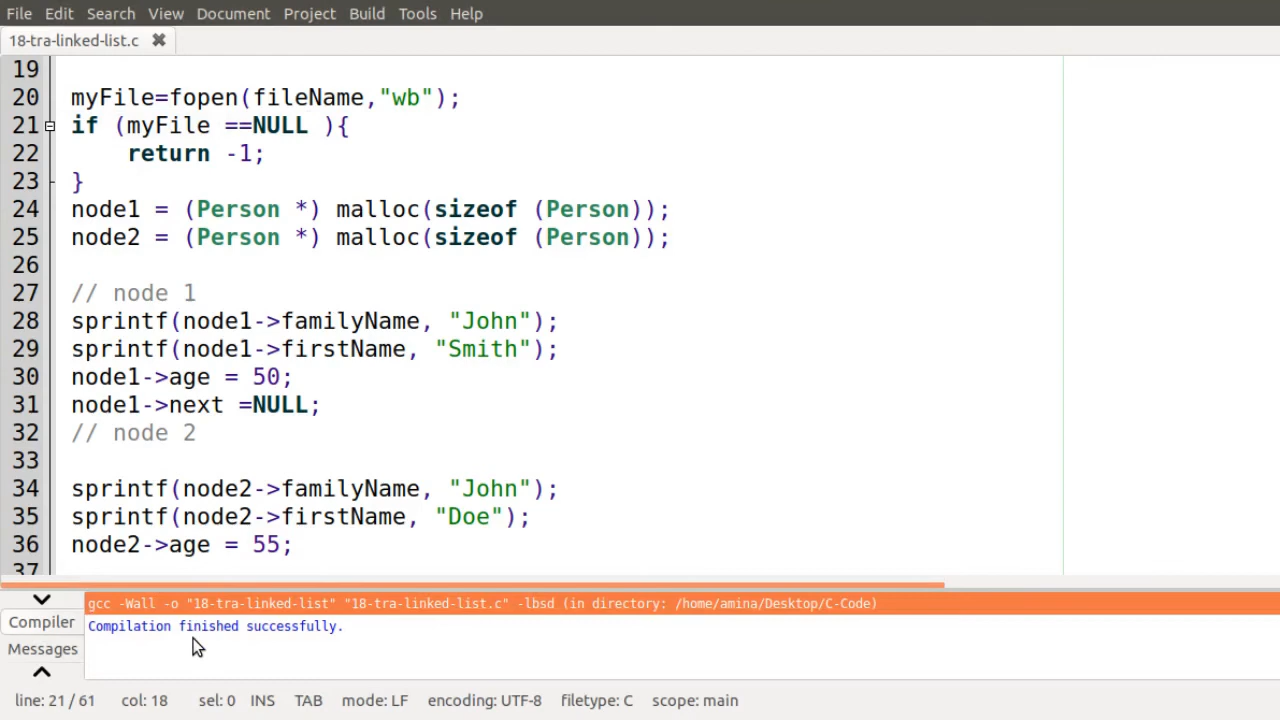 File Edit Search View Document Project Build Tools Help
18-tra-linked-list.c
19
20 myFile=fopen(fileName,"wb");
21 if (myFile ==NULL ){
22     return -1;
23 }
24 node1 = (Person *) malloc(sizeof (Person));
25 node2 = (Person *) malloc(sizeof (Person));
26
27 // node 1
28 sprintf(node1->familyName, "John");
29 sprintf(node1->firstName, "Smith");
30 node1->age = 50;
31 node1->next =NULL;
32 // node 2
33
34 sprintf(node2->familyName, "John");
35 sprintf(node2->firstName, "Doe");
36 node2->age = 55;
37
gcc -Wall -o "18-tra-linked-list" "18-tra-linked-list.c" -lbsd (in directory: /home/amina/Desktop/C-Code)
Compiler
Compilation finished successfully.
Messages
line: 21 / 61 col: 18 sel: 0 INS TAB mode: LF encoding: UTF-8 filetype: C scope: main